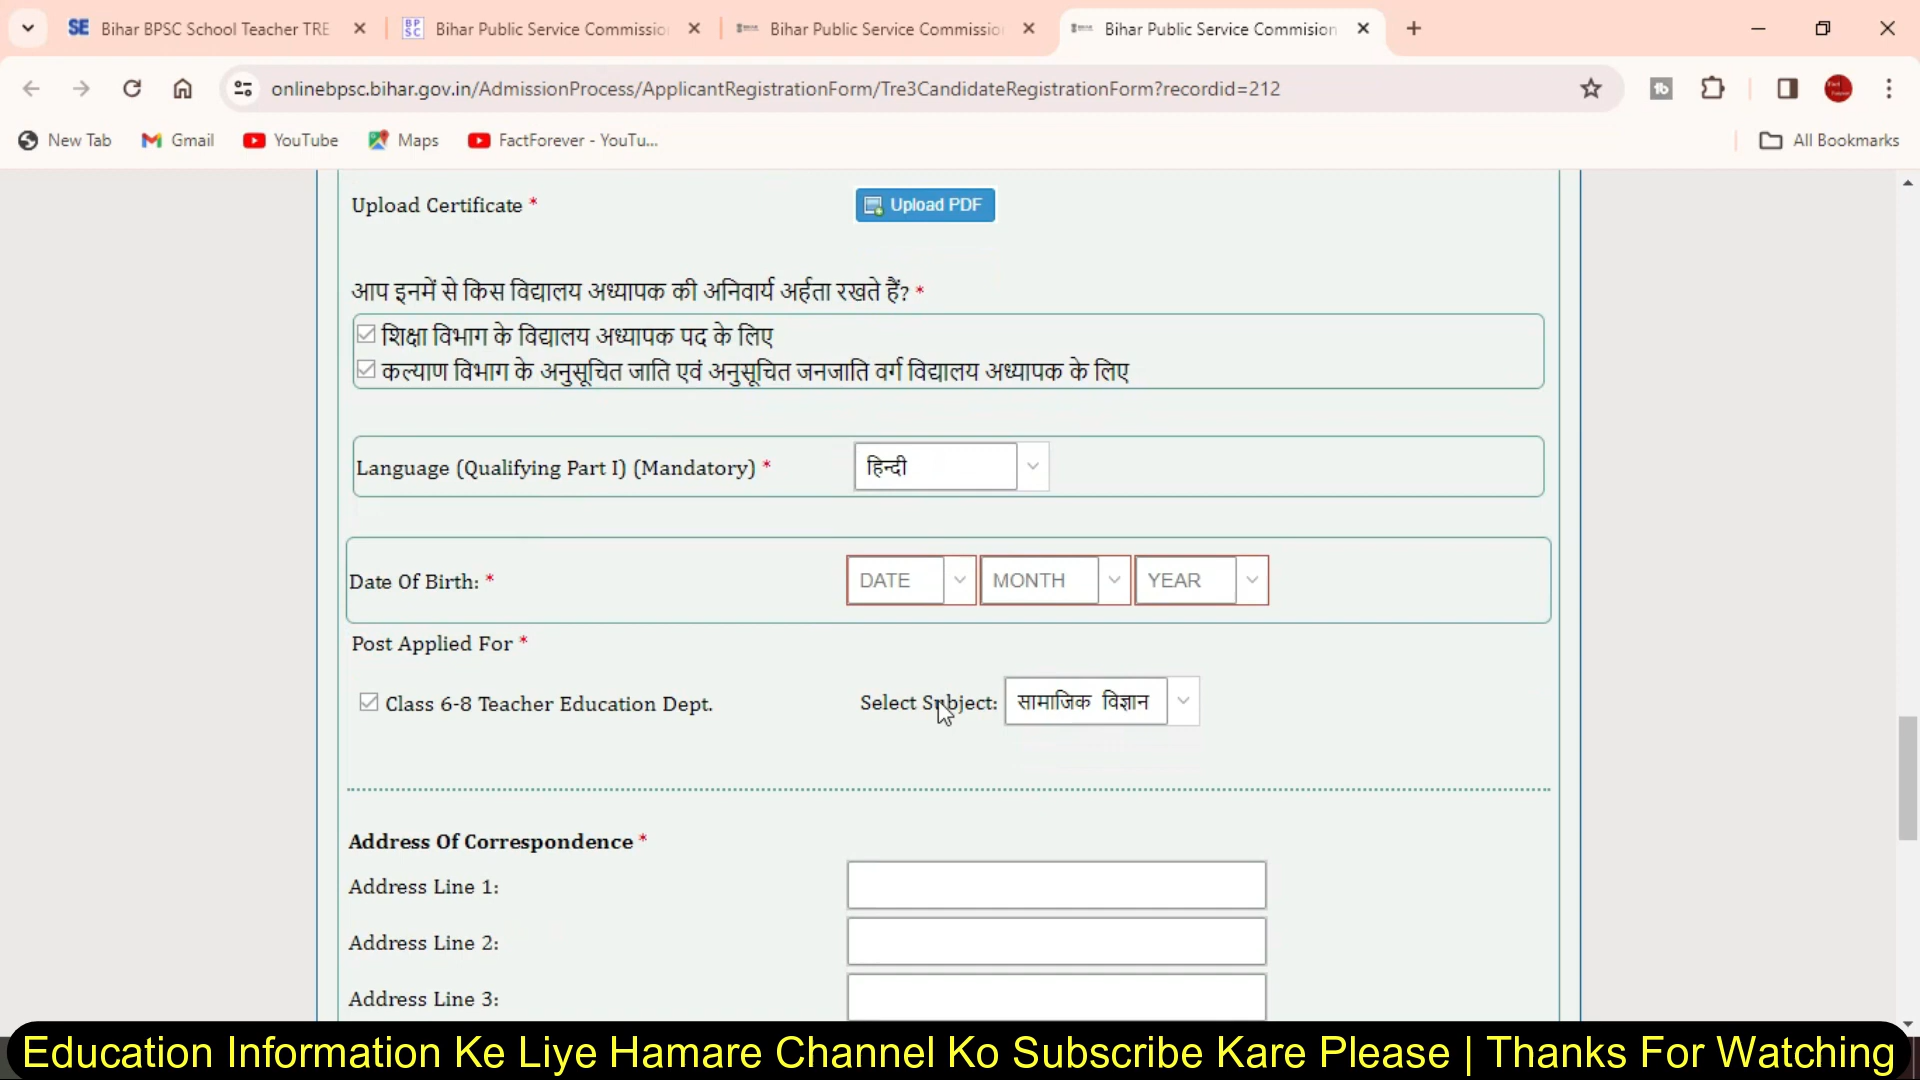 Bihar BPSC School Teacher TRE
Bihar Public Service Commissio
Bihar Public Service Commissio
Bihar Public Service Commision
onlinebpsc.bihar.gov.in/AdmissionProcess/ApplicantRegistrationForm/Tre3CandidateRegistrationForm?recordid=212
New Tab Gmail YouTube Maps FactForever - YouTu... All Bookmarks
Upload Certificate * Upload PDF
आप इनमें से किस विद्यालय अध्यापक की अनिवार्य अर्हता रखते हैं? *
शिक्षा विभाग के विद्यालय अध्यापक पद के लिए
कल्याण विभाग के अनुसूचित जाति एवं अनुसूचित जनजाति वर्ग विद्यालय अध्यापक के लिए
Language (Qualifying Part I) (Mandatory) * हिन्दी
Date Of Birth: * DATE MONTH YEAR
Post Applied For *
Class 6-8 Teacher Education Dept. Select Subject: सामाजिक विज्ञान
Address Of Correspondence *
Address Line 1:
Address Line 2:
Address Line 3:
Education Information Ke Liye Hamare Channel Ko Subscribe Kare Please | Thanks For Watching